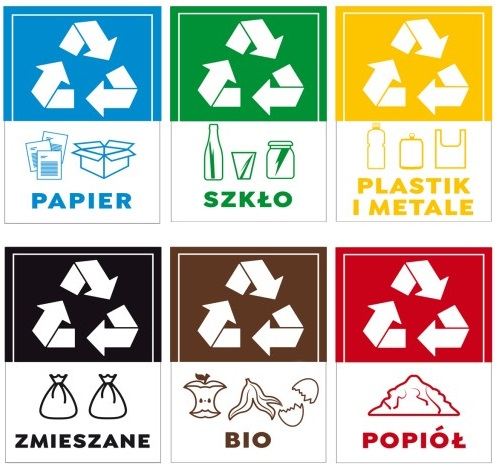 PAPIER
SZKŁO
PLASTIK
I METALE
ZMIESZANE
BIO
POPIÓŁ